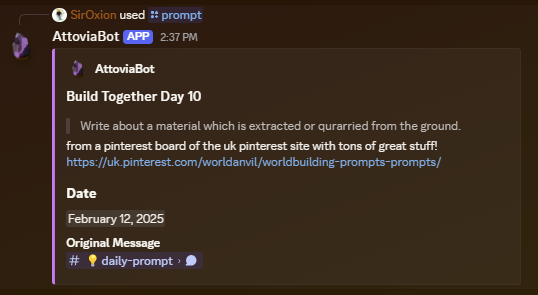 SirOxion used prompt
AttoviaBot APP 2:37 PM
AttoviaBot
Build Together Day 10
Write about a material which is extracted or qurarried from the ground.
from a pinterest board of the uk pinterest site with tons of great stuff!
https://uk.pinterest.com/worldanvil/worldbuilding-prompts-prompts/
Date
February 12, 2025
Original Message
# 💡daily-prompt ›